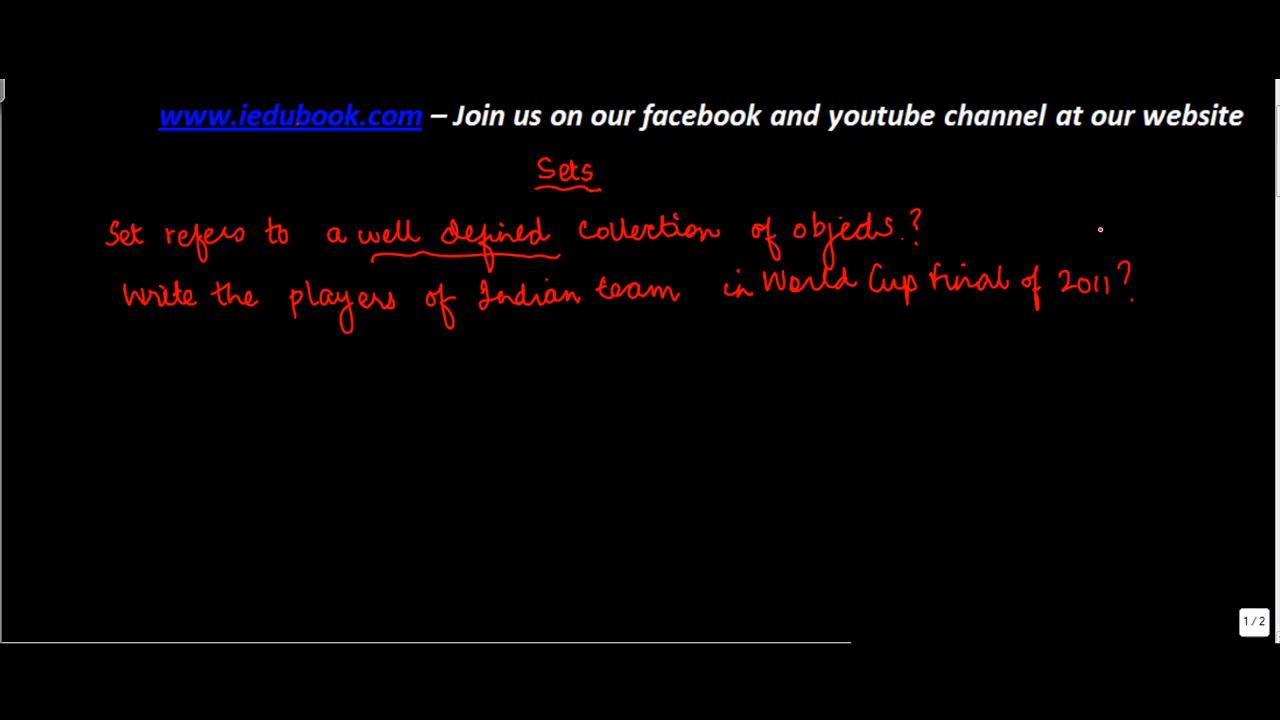 www.iedubook.com – Join us on our facebook and youtube channel at our website
Sets
Set refers to a well defined collection of objects.?
Write the players of Indian team in World Cup Final of 2011?
1 / 2